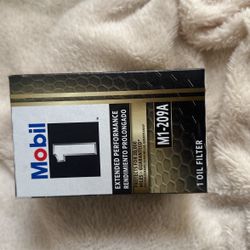 Mobil
1
EXTENDED PERFORMANCE
RENDIMIENTO PROLONGADO
M1-209A
1 OIL FILTER